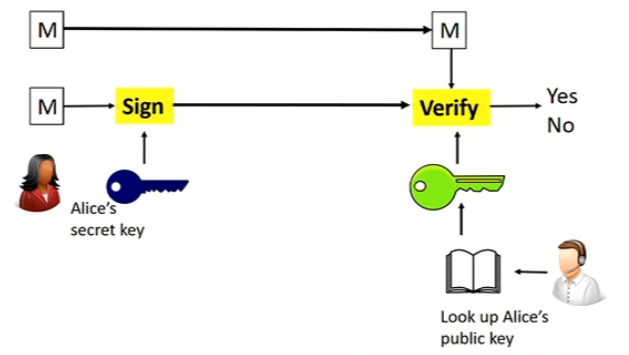 M
M
M
Sign
Verify
Yes
No
Alice's
secret key
Look up Alice's
public key